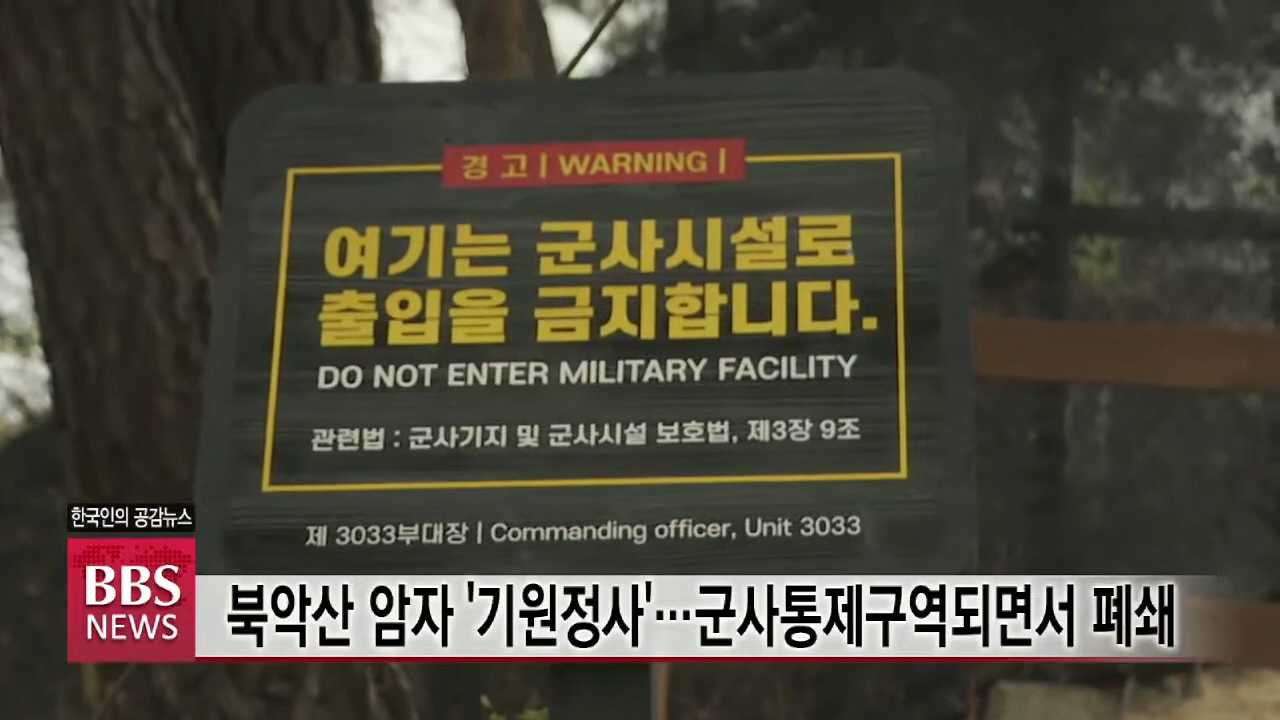 경 고 | WARNING |
여기는 군사시설로
출입을 금지합니다.
DO NOT ENTER MILITARY FACILITY
관련법 : 군사기지 및 군사시설 보호법, 제3장 9조
제 3033부대장 | Commanding officer, Unit 3033
한국인의 공감뉴스
BBS
NEWS
북악산 암자 '기원정사'…군사통제구역되면서 폐쇄